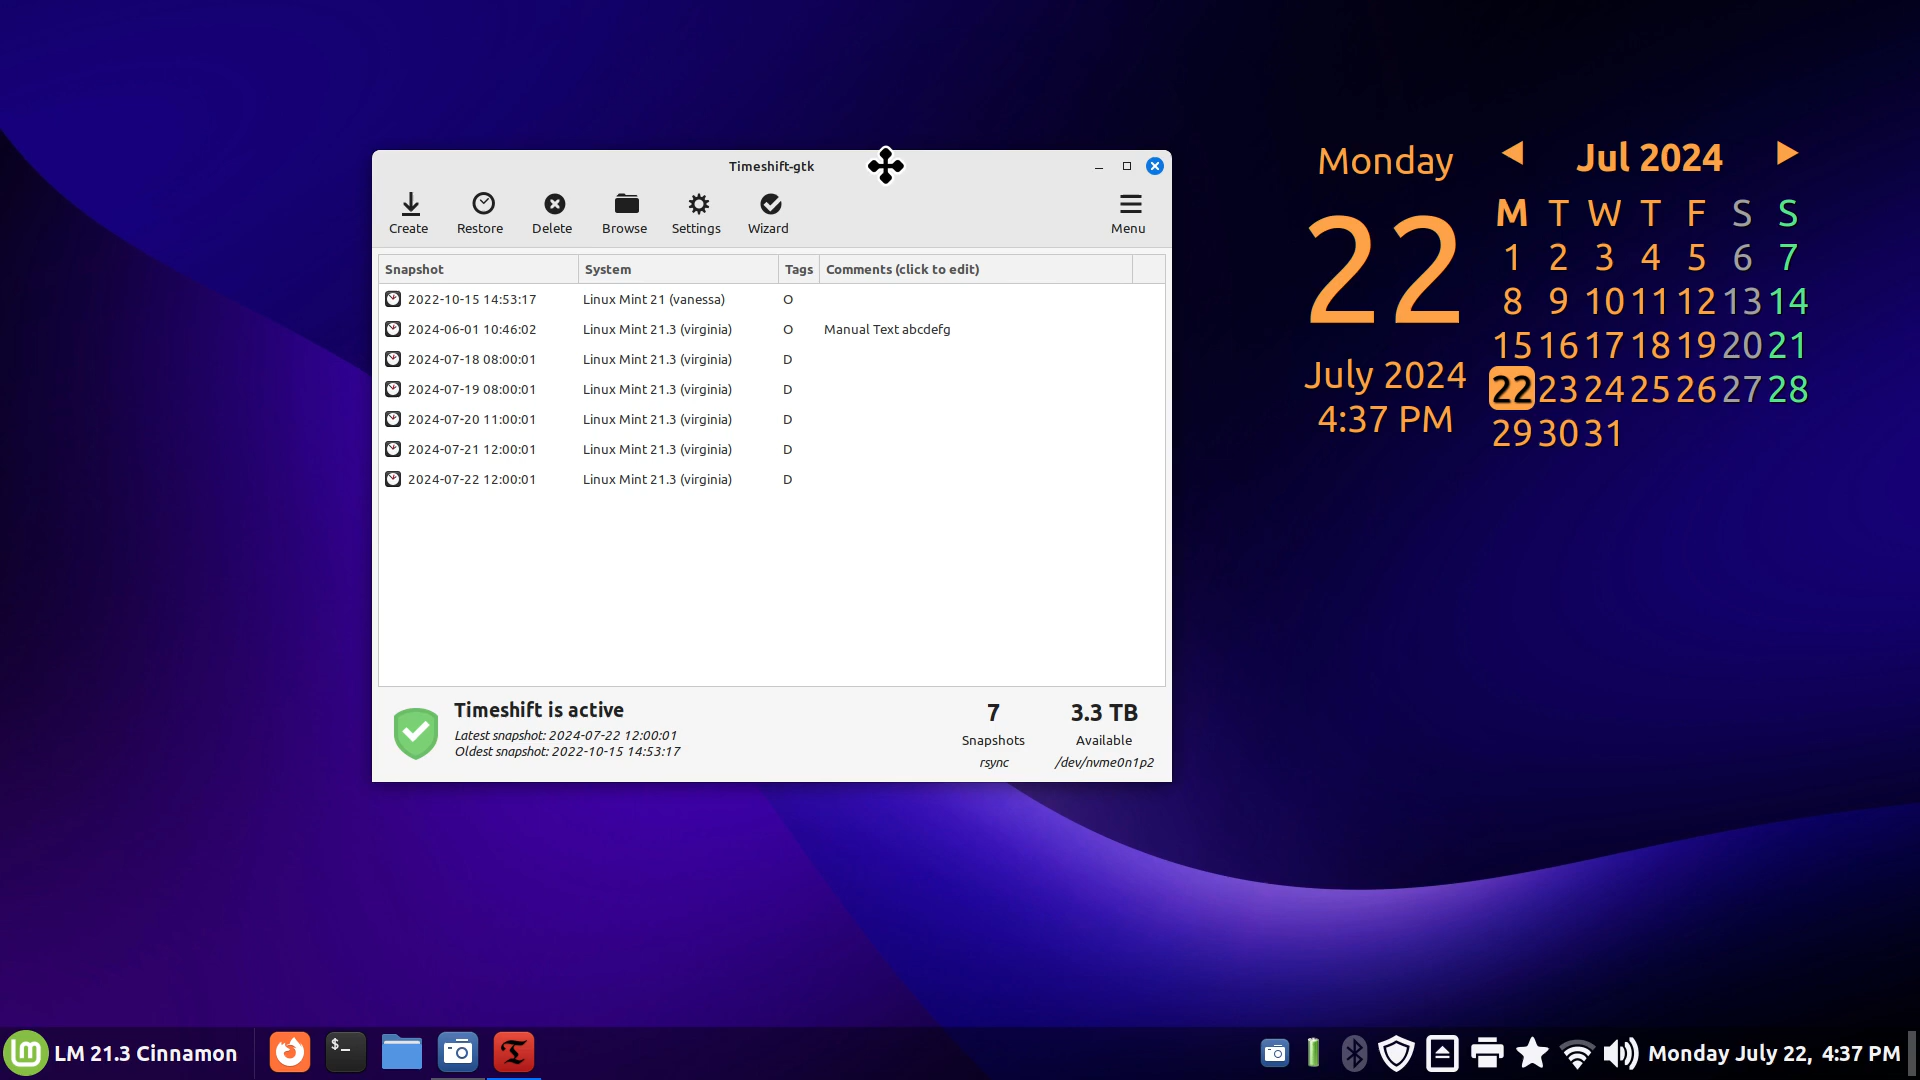 Timeshift-gtk
Create Restore Delete Browse Settings Wizard Menu
Snapshot System Tags Comments (click to edit)
2022-10-15 14:53:17 Linux Mint 21 (vanessa) O
2024-06-01 10:46:02 Linux Mint 21.3 (virginia) O Manual Text abcdefg
2024-07-18 08:00:01 Linux Mint 21.3 (virginia) D
2024-07-19 08:00:01 Linux Mint 21.3 (virginia) D
2024-07-20 11:00:01 Linux Mint 21.3 (virginia) D
2024-07-21 12:00:01 Linux Mint 21.3 (virginia) D
2024-07-22 12:00:01 Linux Mint 21.3 (virginia) D
Timeshift is active
Latest snapshot: 2024-07-22 12:00:01
Oldest snapshot: 2022-10-15 14:53:17
7
Snapshots
rsync
3.3 TB
Available
/dev/nvme0n1p2
Monday
22
July 2024
4:37 PM
Jul 2024
M T W T F S S
1 2 3 4 5 6 7
8 9 10 11 12 13 14
15 16 17 18 19 20 21
22 23 24 25 26 27 28
29 30 31
LM 21.3 Cinnamon
$_
Monday July 22, 4:37 PM